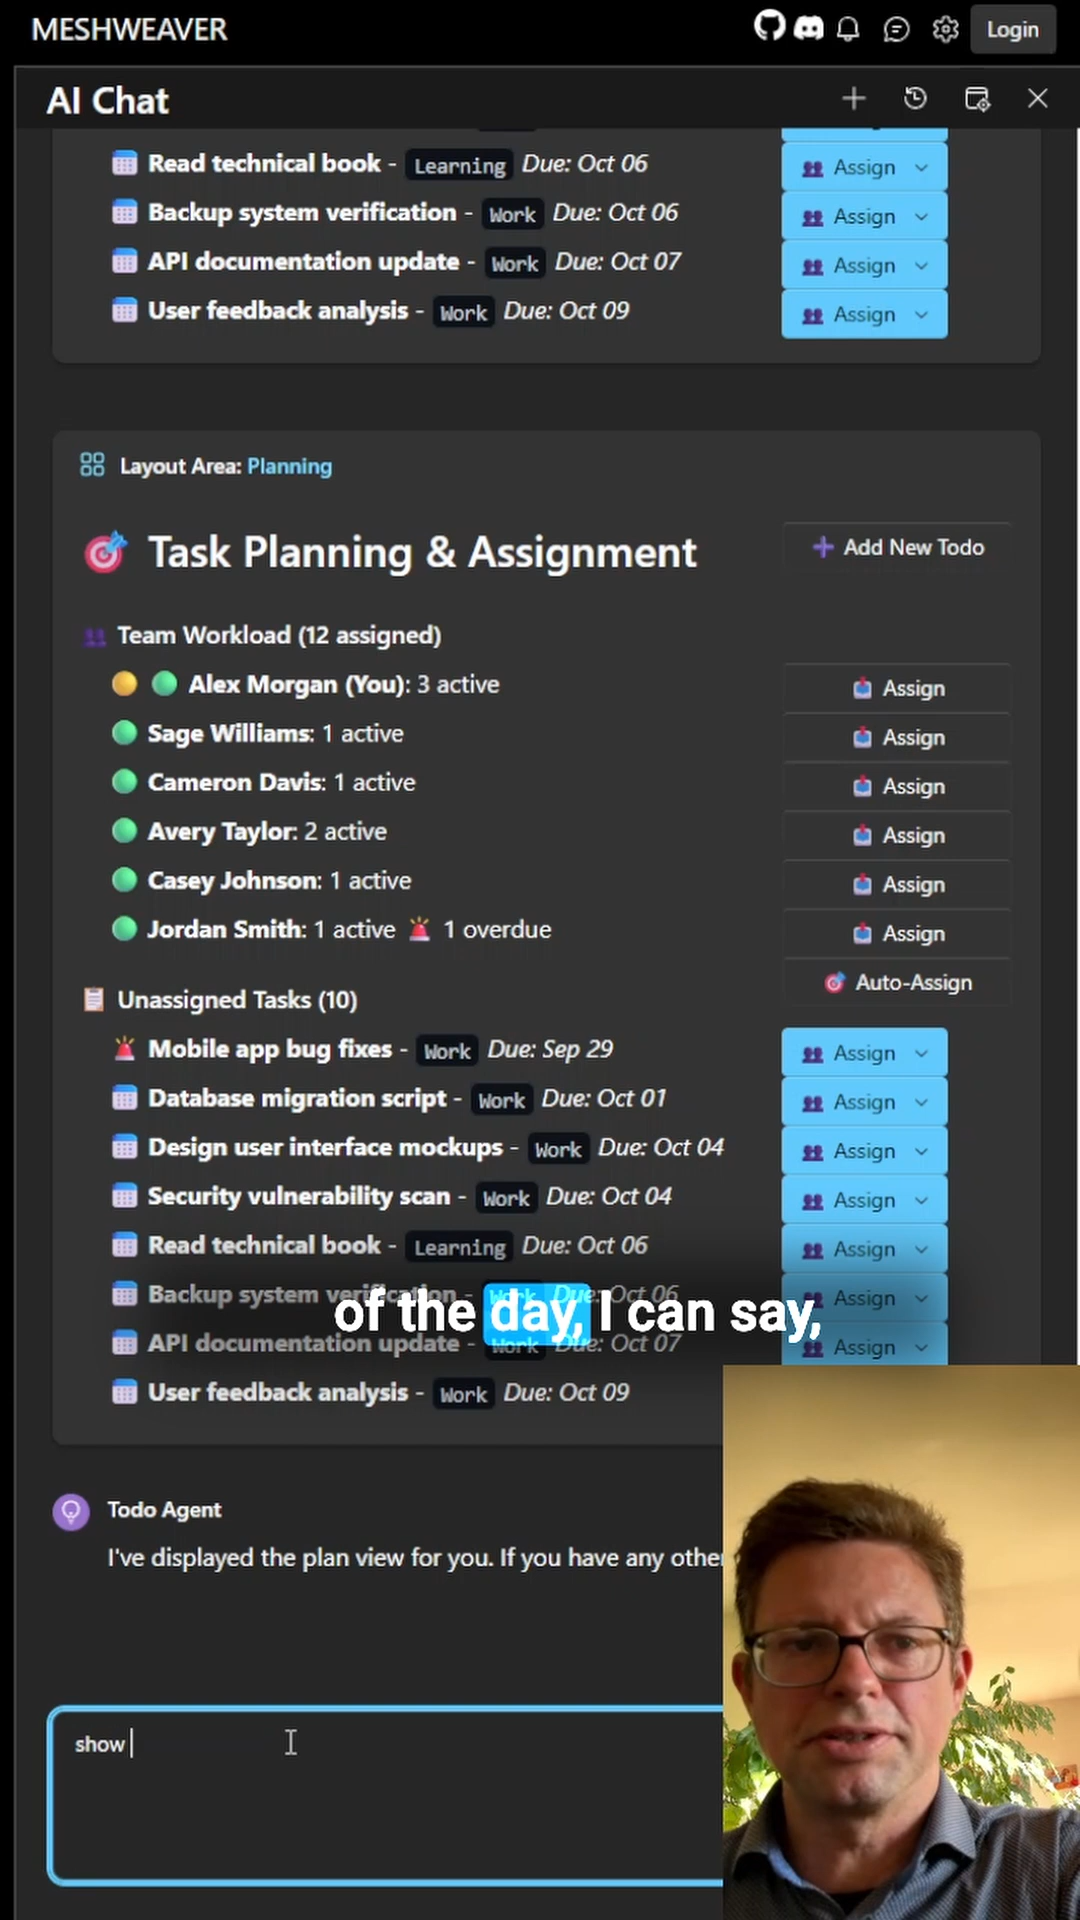 MESHWEAVER
Login
AI Chat
Read technical book - Learning Due: Oct 06 Assign
Backup system verification - Work Due: Oct 06 Assign
API documentation update - Work Due: Oct 07 Assign
User feedback analysis - Work Due: Oct 09 Assign
Layout Area: Planning
Task Planning & Assignment
Add New Todo
Team Workload (12 assigned)
Alex Morgan (You): 3 active Assign
Sage Williams: 1 active Assign
Cameron Davis: 1 active Assign
Avery Taylor: 2 active Assign
Casey Johnson: 1 active Assign
Jordan Smith: 1 active 1 overdue Assign
Auto-Assign
Unassigned Tasks (10)
Mobile app bug fixes - Work Due: Sep 29 Assign
Database migration script - Work Due: Oct 01 Assign
Design user interface mockups - Work Due: Oct 04 Assign
Security vulnerability scan - Work Due: Oct 04 Assign
Read technical book - Learning Due: Oct 06 Assign
Backup system verification - Work Due: Oct 06 Assign
of the day, I can say,
API documentation update - Work Due: Oct 07 Assign
User feedback analysis - Work Due: Oct 09
Todo Agent
I've displayed the plan view for you. If you have any other
show